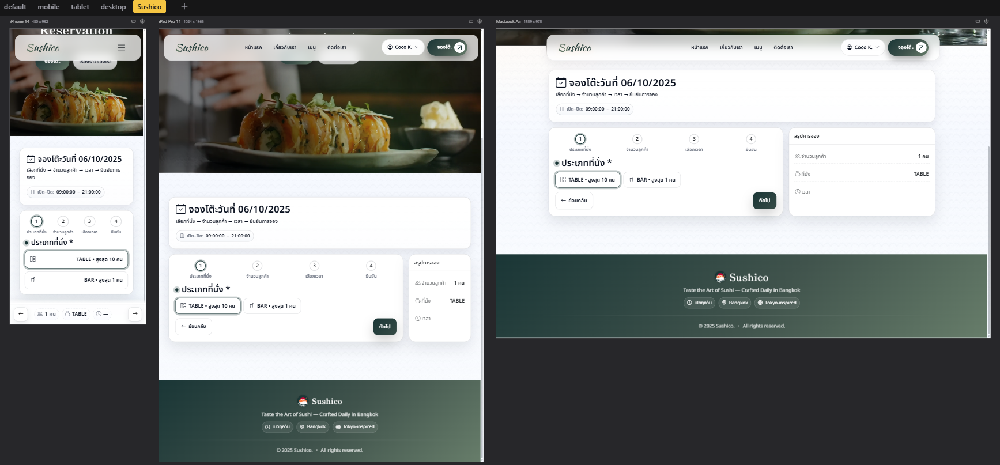 default mobile tablet desktop Sushico +
iPhone 14 430 x 932
Reservation
Sushico
จองโต๊ะ เรื่องราวของเรา
จองโต๊ะวันที่ 06/10/2025
เลือกที่นั่ง → จำนวนลูกค้า → เวลา → ยืนยันการ
จอง
เปิด-ปิด: 09:00:00 – 21:00:00
1 2 3 4
ประเภทที่นั่ง จำนวนลูกค้า เลือกเวลา ยืนยัน
ประเภทที่นั่ง *
TABLE • สูงสุด 10 คน
BAR • สูงสุด 1 คน
← 1 คน TABLE — →
iPad Pro 11 1024 x 1366
Sushico หน้าแรก เกี่ยวกับเรา เมนู ติดต่อเรา Coco K. จองโต๊ะ
จองโต๊ะวันที่ 06/10/2025
เลือกที่นั่ง → จำนวนลูกค้า → เวลา → ยืนยันการจอง
เปิด-ปิด: 09:00:00 – 21:00:00
1 2 3 4
ประเภทที่นั่ง จำนวนลูกค้า เลือกเวลา ยืนยัน
ประเภทที่นั่ง *
TABLE • สูงสุด 10 คน BAR • สูงสุด 1 คน
← ย้อนกลับ ถัดไป
สรุปการจอง
จำนวนลูกค้า 1 คน
ที่นั่ง TABLE
เวลา —
Sushico
Taste the Art of Sushi — Crafted Daily in Bangkok
เปิดทุกวัน Bangkok Tokyo-inspired
© 2025 Sushico. • All rights reserved.
Macbook Air 1559 x 975
Sushico หน้าแรก เกี่ยวกับเรา เมนู ติดต่อเรา Coco K. จองโต๊ะ
จองโต๊ะวันที่ 06/10/2025
เลือกที่นั่ง → จำนวนลูกค้า → เวลา → ยืนยันการจอง
เปิด-ปิด: 09:00:00 – 21:00:00
1 2 3 4
ประเภทที่นั่ง จำนวนลูกค้า เลือกเวลา ยืนยัน
ประเภทที่นั่ง *
TABLE • สูงสุด 10 คน BAR • สูงสุด 1 คน
← ย้อนกลับ ถัดไป
สรุปการจอง
จำนวนลูกค้า 1 คน
ที่นั่ง TABLE
เวลา —
Sushico
Taste the Art of Sushi — Crafted Daily in Bangkok
เปิดทุกวัน Bangkok Tokyo-inspired
© 2025 Sushico. • All rights reserved.